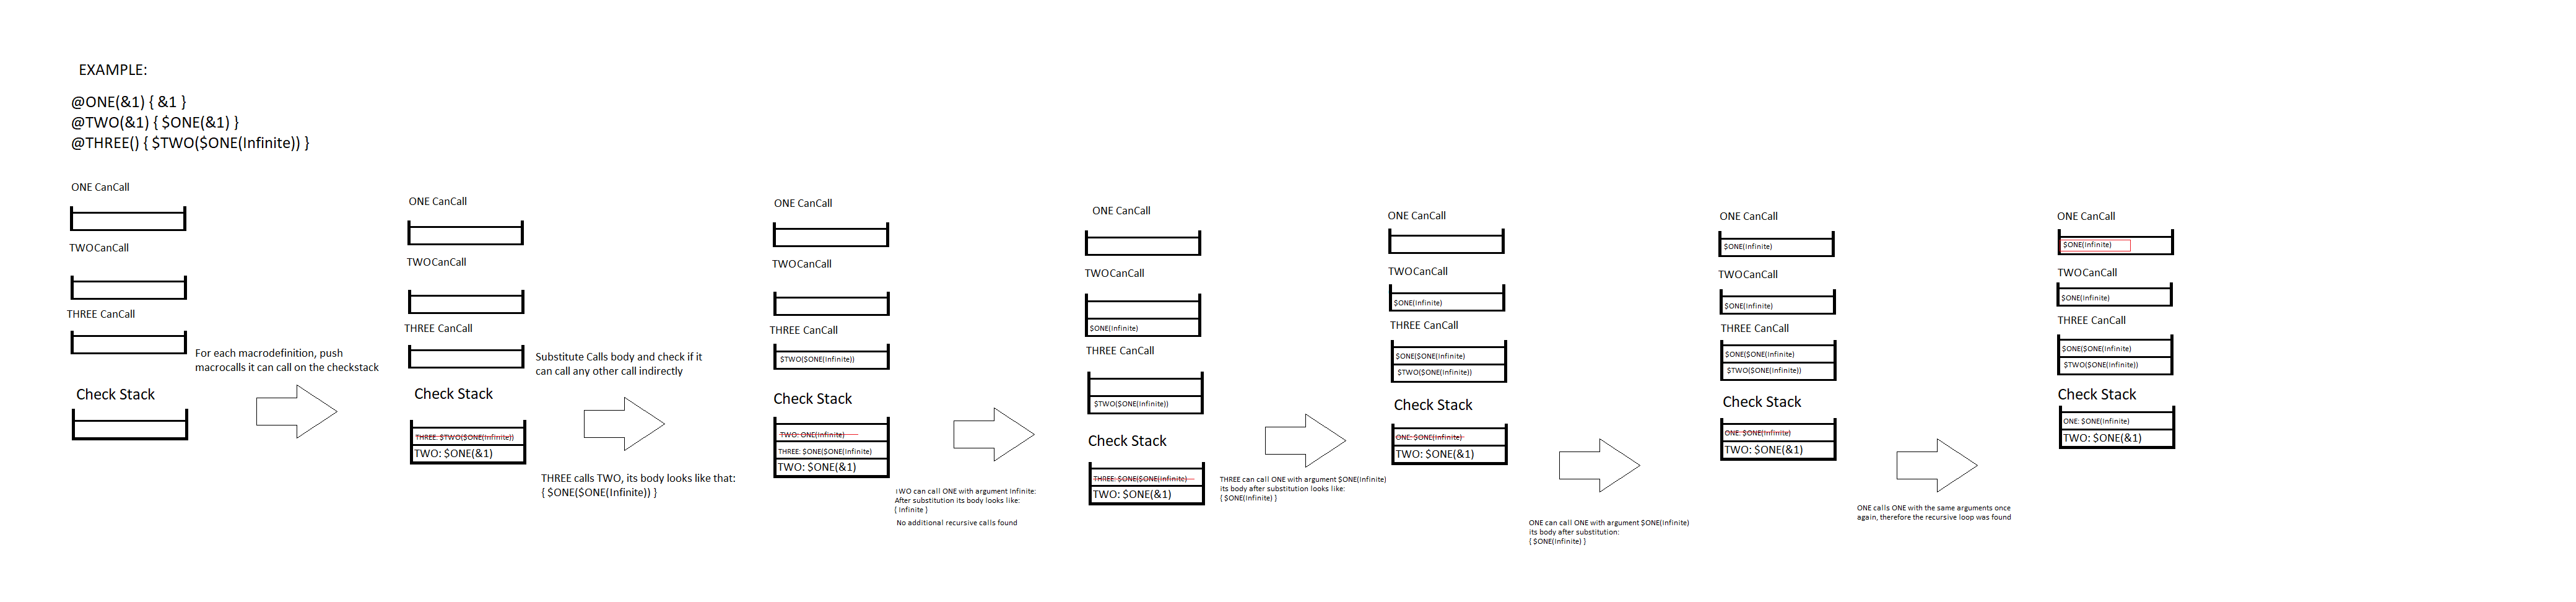 EXAMPLE:
@ONE(&1) { &1 }
@TWO(&1) { $ONE(&1) }
@THREE() { $TWO($ONE(Infinite)) }
ONE CanCall
TWOCanCall
THREE CanCall
Check Stack
For each macrodefinition, push
macrocalls it can call on the checkstack
ONE CanCall
TWOCanCall
THREE CanCall
Check Stack
THREE: $TWO($ONE(Infinite))
TWO: $ONE(&1)
Substitute Calls body and check if it
can call any other call indirectly
THREE calls TWO, its body looks like that:
{ $ONE($ONE(Infinite)) }
ONE CanCall
TWOCanCall
THREE CanCall
$TWO($ONE(Infinite))
Check Stack
TWO: ONE(Infinite)
THREE: $ONE($ONE(Infinite)
TWO: $ONE(&1)
TWO can call ONE with argument Infinite:
After substitution its body looks like:
{ Infinite }
No additional recursive calls found
ONE CanCall
TWOCanCall
$ONE(Infinite)
THREE CanCall
$TWO($ONE(Infinite))
Check Stack
THREE: $ONE($ONE(Infinite)
TWO: $ONE(&1)
THREE can call ONE with argument $ONE(Infinite)
its body after substitution looks like:
{ $ONE(Infinite) }
ONE CanCall
TWOCanCall
$ONE(Infinite)
THREE CanCall
$ONE($ONE(Infinite)
$TWO($ONE(Infinite))
Check Stack
ONE: $ONE(Infinite)
TWO: $ONE(&1)
ONE can call ONE with argument $ONE(Infinite)
its body after substitution:
{ $ONE(Infinite) }
ONE CanCall
$ONE(Infinite)
TWOCanCall
$ONE(Infinite)
THREE CanCall
$ONE($ONE(Infinite)
$TWO($ONE(Infinite))
Check Stack
ONE: $ONE(Infinite)
TWO: $ONE(&1)
ONE calls ONE with the same arguments once
again, therefore the recursive loop was found
ONE CanCall
$ONE(Infinite)
TWOCanCall
$ONE(Infinite)
THREE CanCall
$ONE($ONE(Infinite)
$TWO($ONE(Infinite))
Check Stack
ONE: $ONE(Infinite)
TWO: $ONE(&1)